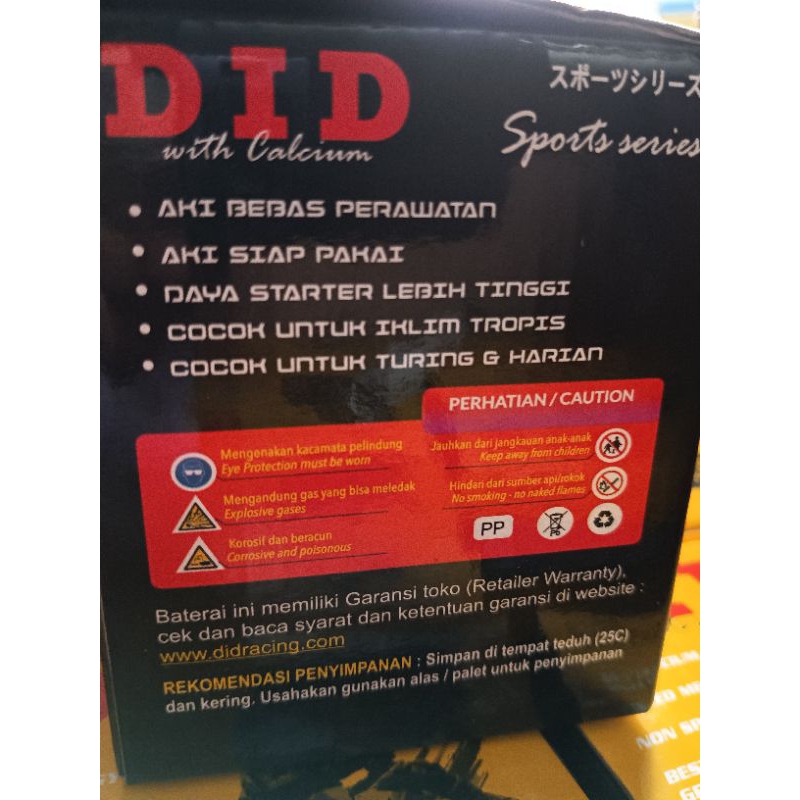 DID
with Calcium
スポーツシリーズ
Sports series
• AKI BEBAS PERAWATAN
• AKI SIAP PAKAI
• DAYA STARTER LEBIH TINGGI
• COCOK UNTUK IKLIM TROPIS
• COCOK UNTUK TURING & HARIAN
PERHATIAN / CAUTION
Mengenakan kacamata pelindung
Eye Protection must be worn
Mengandung gas yang bisa meledak
Explosive gases
Korosif dan beracun
Corrosive and poisonous
Jauhkan dari jangkauan anak-anak
Keep away from children
Hindari dari sumber api/rokok
No smoking - no naked flames
PP
Pb
Baterai ini memiliki Garansi toko (Retailer Warranty),
cek dan baca syarat dan ketentuan garansi di website :
www.didracing.com
REKOMENDASI PENYIMPANAN : Simpan di tempat teduh (25C)
dan kering. Usahakan gunakan alas / palet untuk penyimpanan
NON